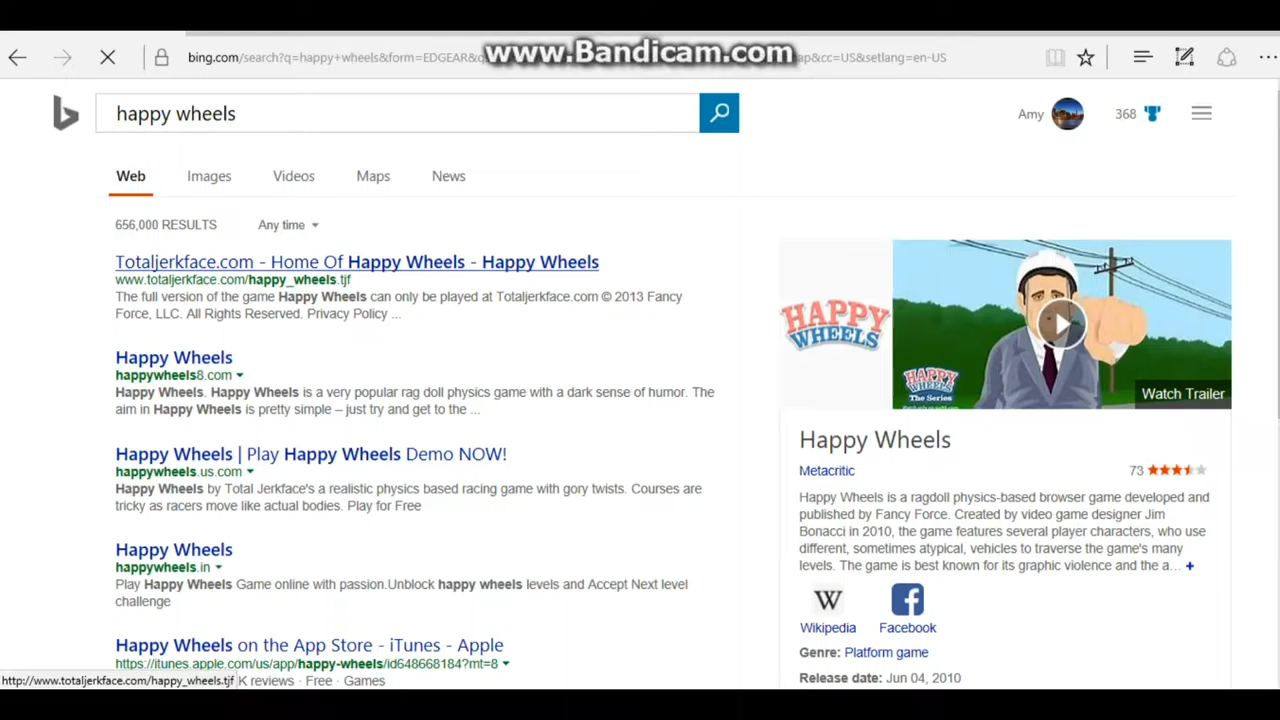 www.Bandicam.com
bing.com/search?q=happy+wheels&form=EDGEAR&q ap&cc=US&setlang=en-US
happy wheels
Amy 368
Web Images Videos Maps News
656,000 RESULTS Any time
Totaljerkface.com - Home Of Happy Wheels - Happy Wheels
www.totaljerkface.com/happy_wheels.tjf
The full version of the game Happy Wheels can only be played at Totaljerkface.com © 2013 Fancy
Force, LLC. All Rights Reserved. Privacy Policy ...
Happy Wheels
happywheels8.com
Happy Wheels. Happy Wheels is a very popular rag doll physics game with a dark sense of humor. The
aim in Happy Wheels is pretty simple – just try and get to the ...
Happy Wheels | Play Happy Wheels Demo NOW!
happywheels.us.com
Happy Wheels by Total Jerkface's a realistic physics based racing game with gory twists. Courses are
tricky as racers move like actual bodies. Play for Free
Happy Wheels
happywheels.in
Play Happy Wheels Game online with passion.Unblock happy wheels levels and Accept Next level
challenge
Happy Wheels on the App Store - iTunes - Apple
https://itunes.apple.com/us/app/happy-wheels/id648668184?mt=8
K reviews · Free · Games
http://www.totaljerkface.com/happy_wheels.tjf
HAPPY
WHEELS
HAPPY
WHEELS
The Series
Watch Trailer
Happy Wheels
Metacritic 73
Happy Wheels is a ragdoll physics-based browser game developed and
published by Fancy Force. Created by video game designer Jim
Bonacci in 2010, the game features several player characters, who use
different, sometimes atypical, vehicles to traverse the game's many
levels. The game is best known for its graphic violence and the a... +
W
Wikipedia Facebook
Genre: Platform game
Release date: Jun 04, 2010